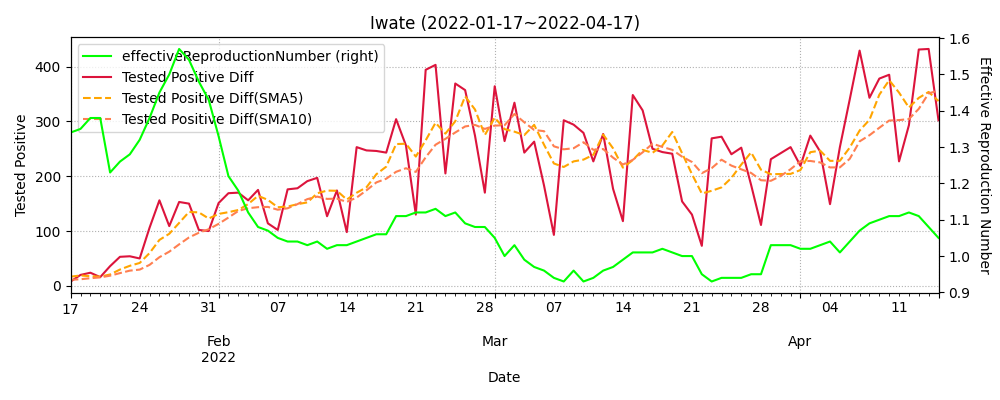 Iwate (2022-01-17~2022-04-17)
effectiveReproductionNumber (right)
Tested Positive Diff
Tested Positive Diff(SMA5)
Tested Positive Diff(SMA10)
Tested Positive
400
300
200
100
0
1.6
1.5
1.4
1.3
1.2
1.1
1.0
0.9
Effective Reproduction Number
17 24 31 07 14 21 28 07 14 21 28 04 11
Feb Mar Apr
2022
Date